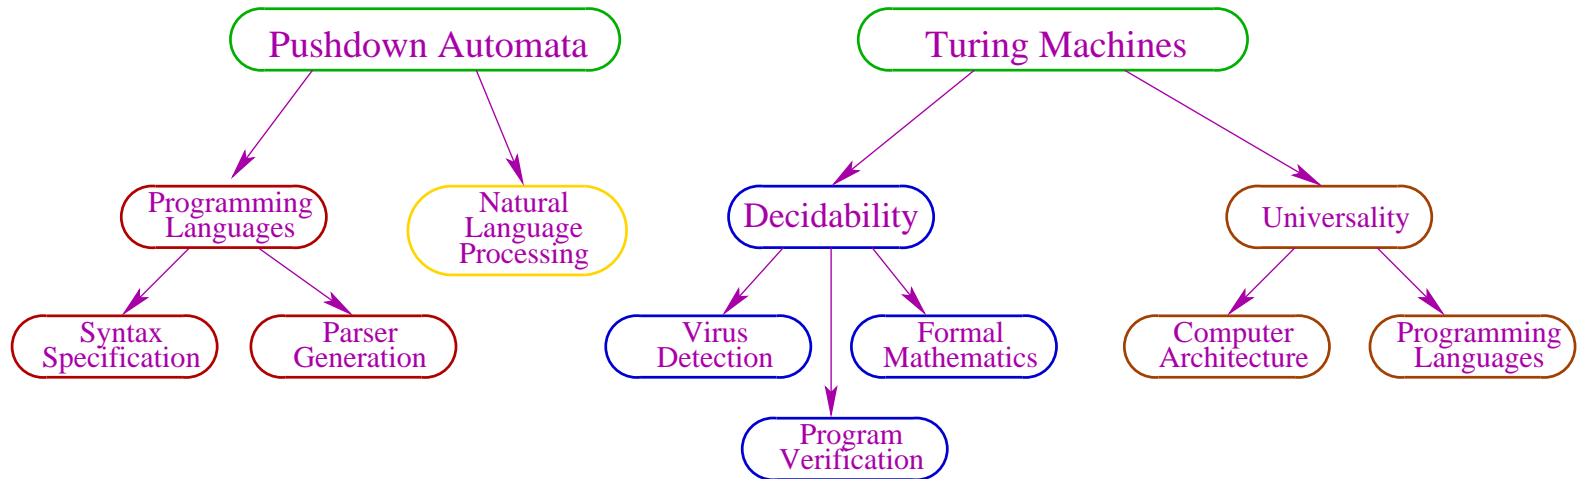 Pushdown Automata
Turing Machines
Programming
Languages
Natural
Language
Processing
Decidability
Universality
Syntax
Specification
Parser
Generation
Virus
Detection
Formal
Mathematics
Computer
Architecture
Programming
Languages
Program
Verification